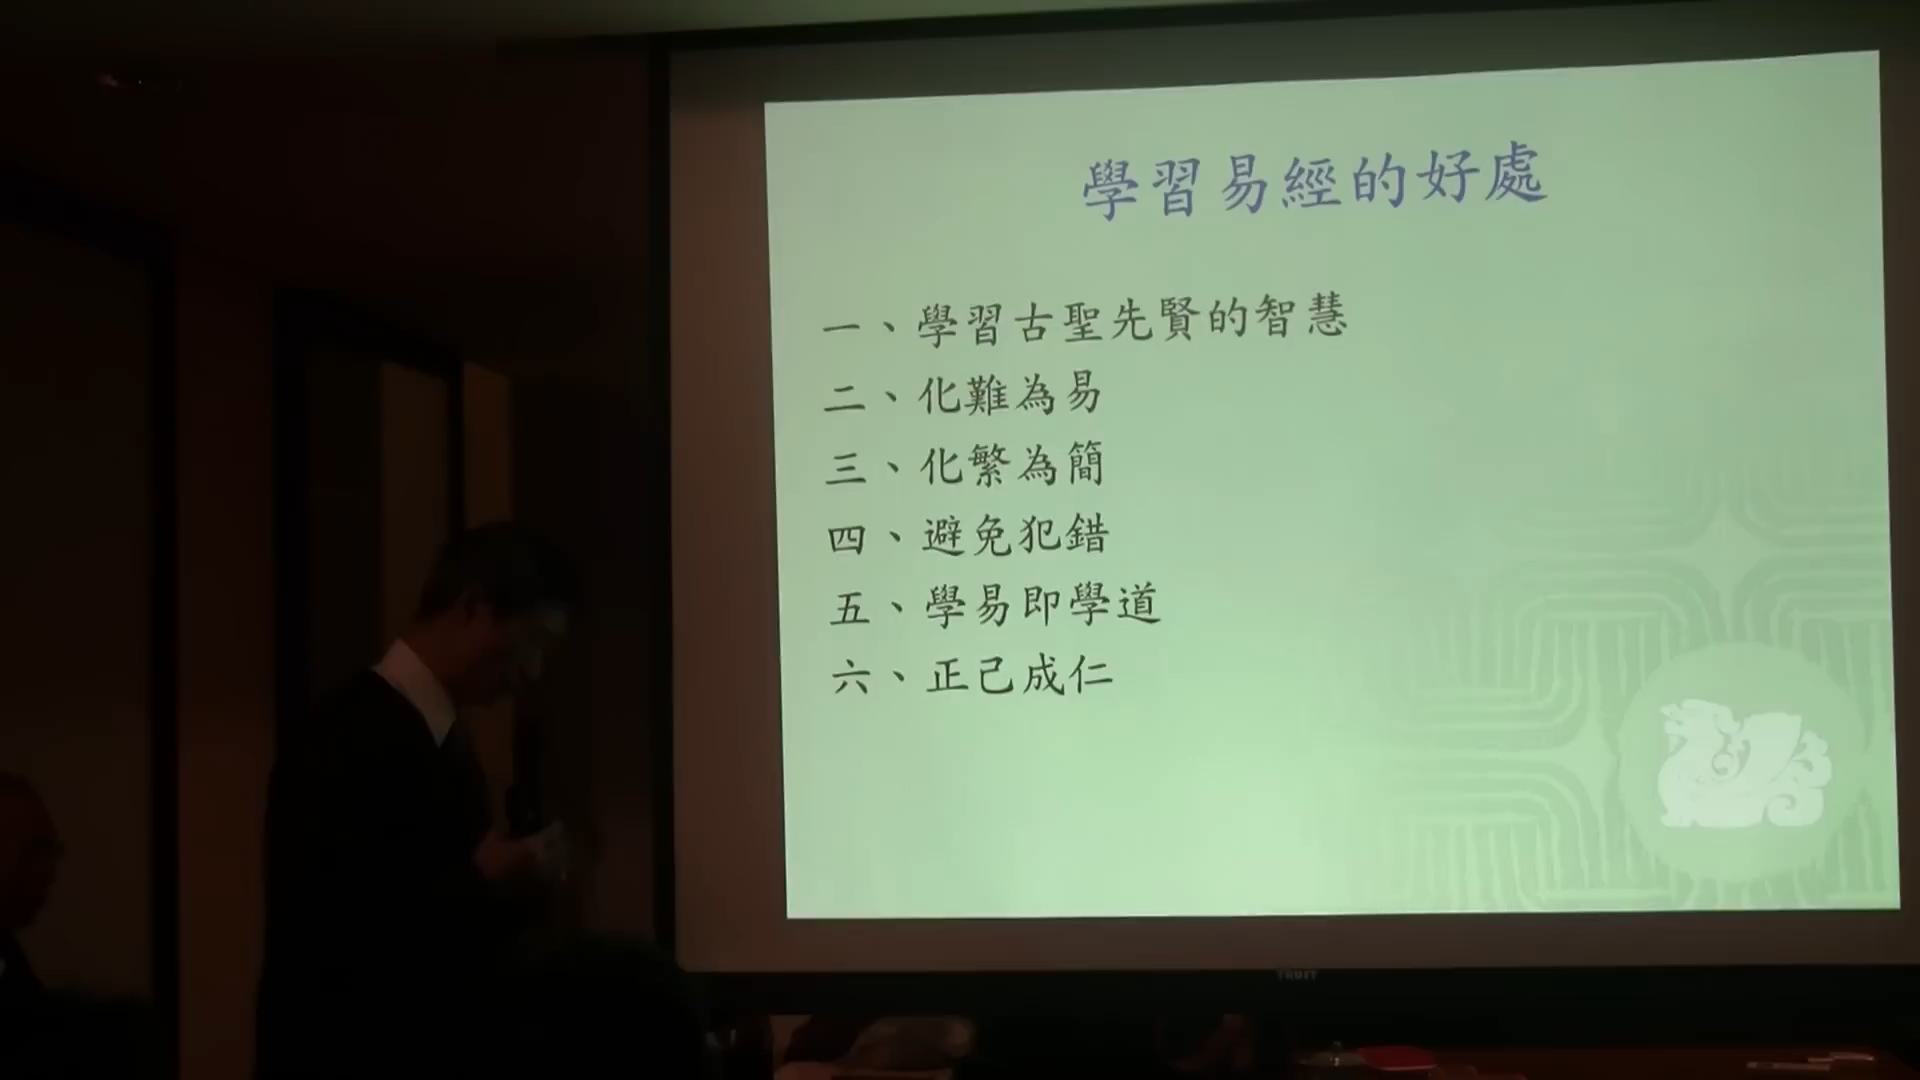 學習易經的好處
一、學習古聖先賢的智慧
二、化難為易
三、化繁為簡
四、避免犯錯
五、學易即學道
六、正己成仁